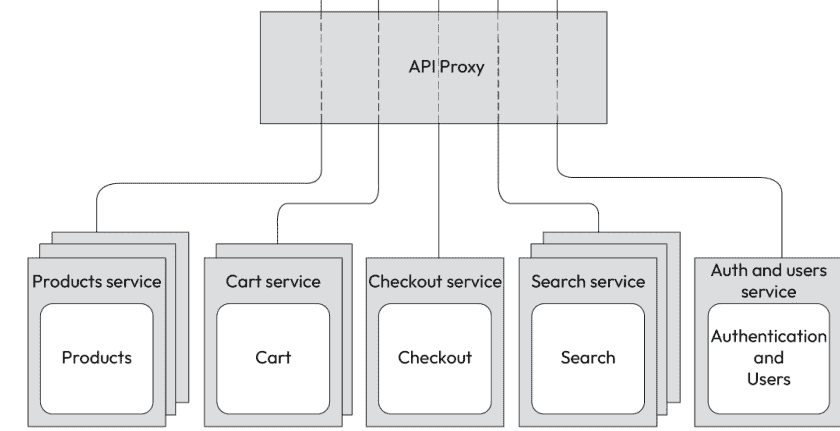 API Proxy
Products service
Cart service
Checkout service
Search service
Auth and users
service
Products
Cart
Checkout
Search
Authentication
and
Users